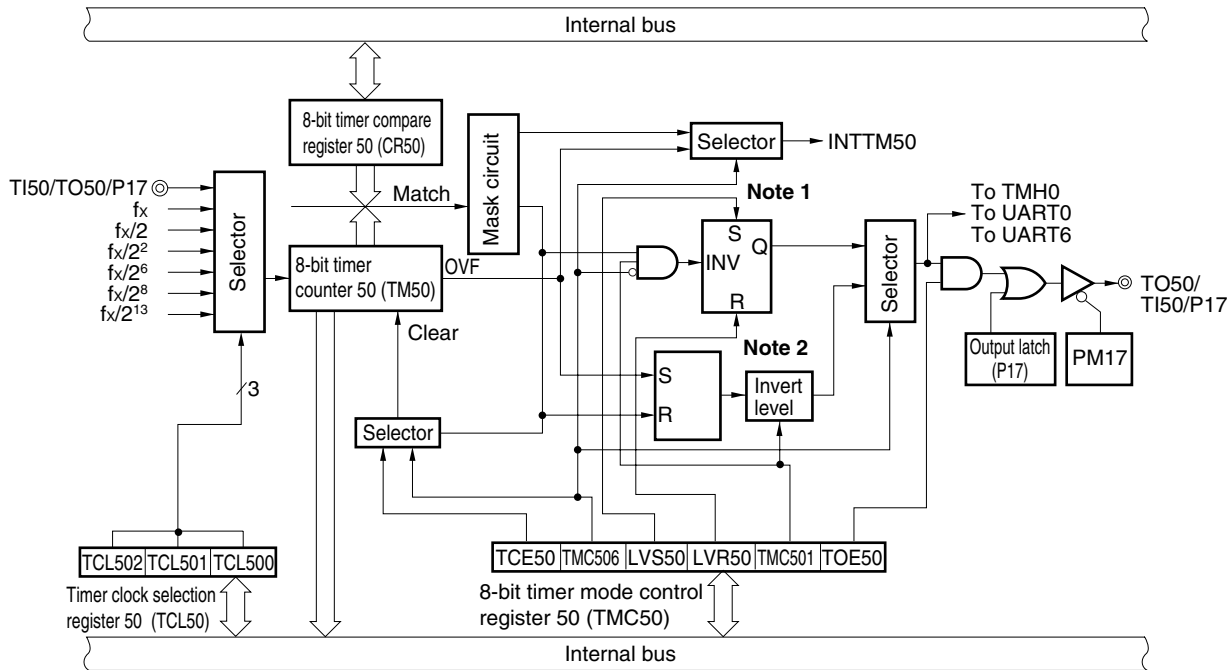 Internal bus
8-bit timer compare
register 50 (CR50)
Mask circuit
Selector
INTTM50
TI50/TO50/P17
fx
fx/2
fx/2²
fx/2⁶
fx/2⁸
fx/2¹³
Selector
Match
Note 1
S
Q
INV
R
To TMH0
To UART0
To UART6
8-bit timer
counter 50 (TM50)
OVF
Selector
TO50/
TI50/P17
Clear
Note 2
Output latch
(P17)
PM17
3
S
R
Invert
level
Selector
TCL502 TCL501 TCL500
TCE50 TMC506 LVS50 LVR50 TMC501 TOE50
Timer clock selection
register 50 (TCL50)
8-bit timer mode control
register 50 (TMC50)
Internal bus